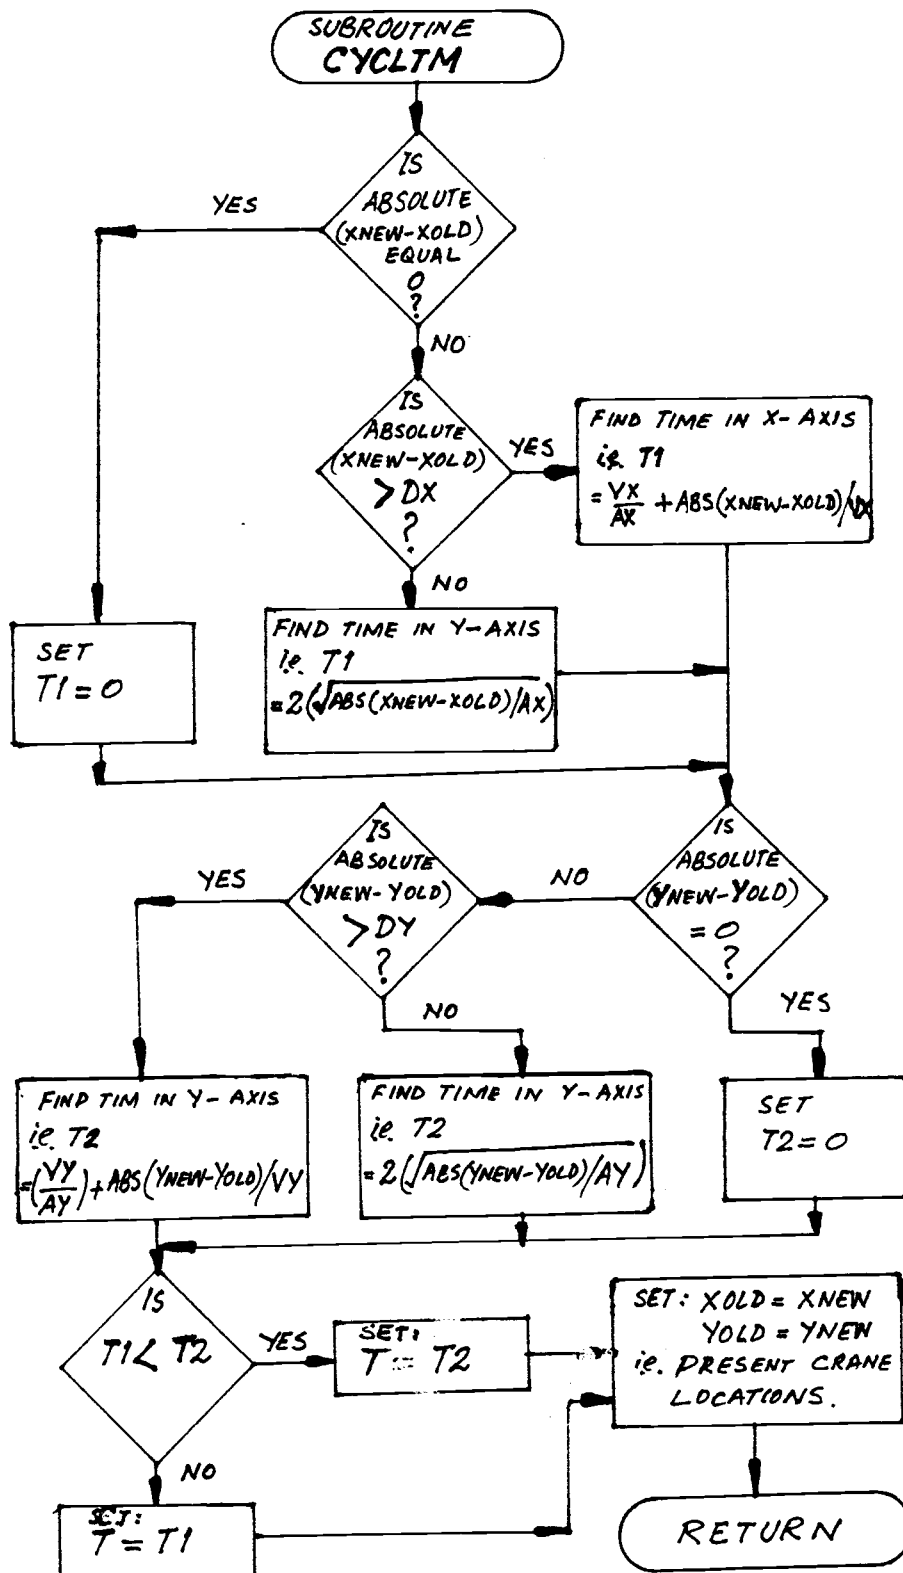 SUBROUTINE
CYCLTM
IS
ABSOLUTE
(XNEW-XOLD)
EQUAL
0
?
YES
NO
IS
ABSOLUTE
(XNEW-XOLD)
> DX
?
YES
NO
FIND TIME IN X-AXIS
i.e. T1
= VX/AX + ABS(XNEW-XOLD)/VX
SET
T1 = 0
FIND TIME IN Y-AXIS
i.e. T1
= 2(√ABS(XNEW-XOLD)/AX)
IS
ABSOLUTE
(YNEW-YOLD)
= 0
?
NO
YES
IS
ABSOLUTE
(YNEW-YOLD)
> DY
?
YES
NO
FIND TIM IN Y-AXIS
i.e. T2
= (VY/AY) + ABS(YNEW-YOLD)/VY
FIND TIME IN Y-AXIS
i.e. T2
= 2(√ABS(YNEW-YOLD)/AY)
SET
T2 = 0
IS
T1 < T2
YES
NO
SET:
T = T2
SET:
T = T1
SET: XOLD = XNEW
YOLD = YNEW
i.e. PRESENT CRANE
LOCATIONS.
RETURN